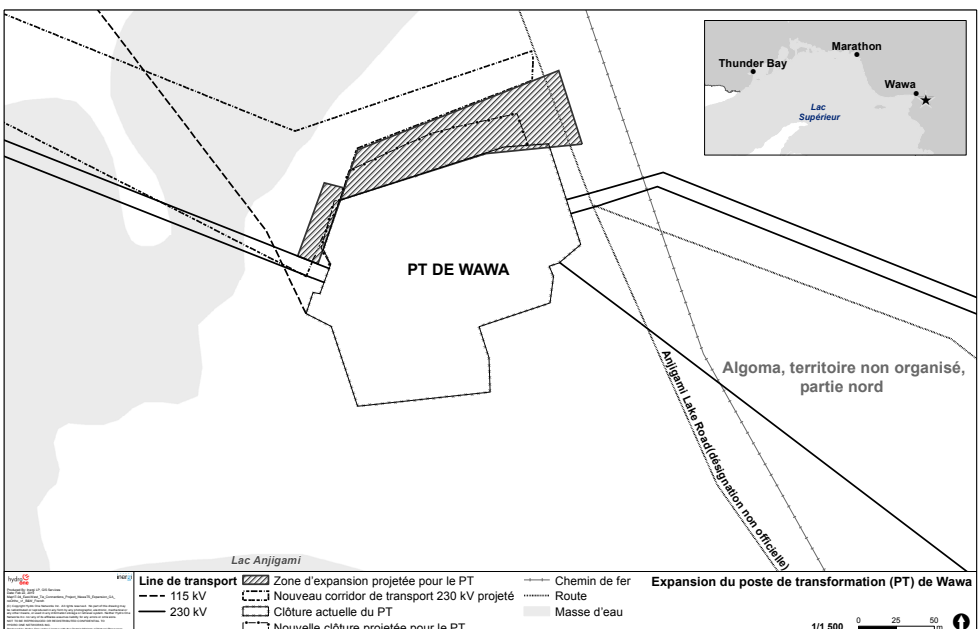 Marathon
Thunder Bay
Wawa
Lac
Supérieur
PT DE WAWA
Algoma, territoire non organisé,
partie nord
Anjigami Lake Road(désignation non officielle)
Lac Anjigami
hydro
one
inergi
Line de transport
115 kV
230 kV
Zone d'expansion projetée pour le PT
Nouveau corridor de transport 230 kV projeté
Clôture actuelle du PT
Nouvelle clôture projetée pour le PT
Chemin de fer
Route
Masse d'eau
Expansion du poste de transformation (PT) de Wawa
1/1 500
0 25 50
m